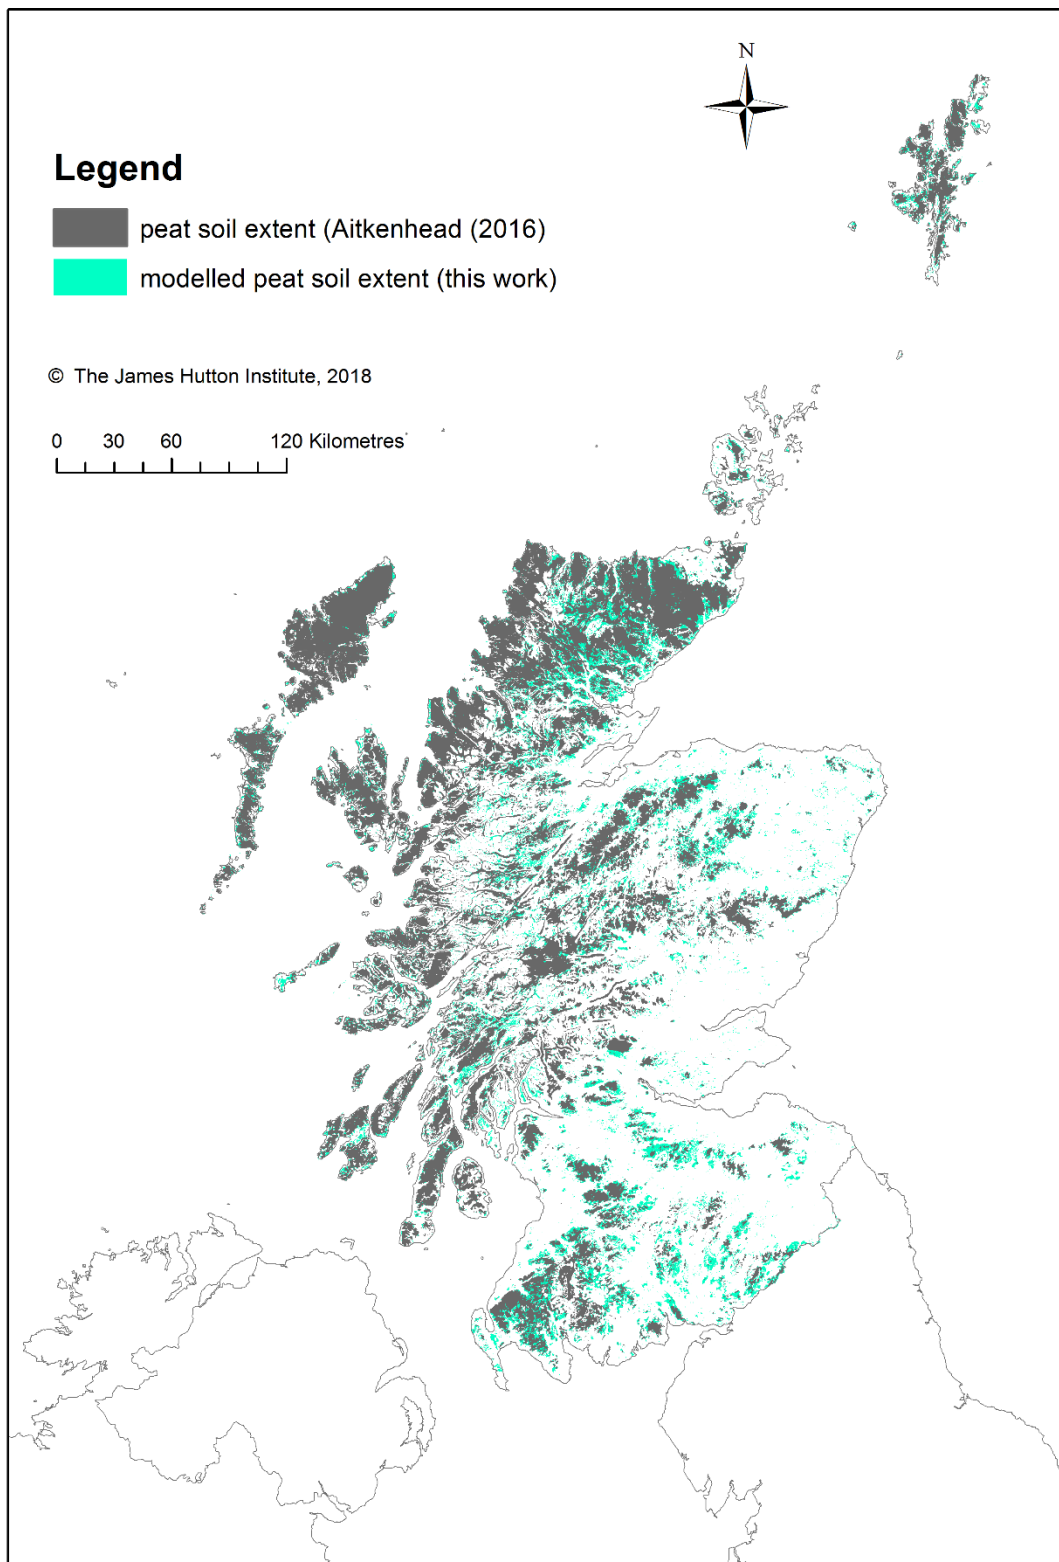 N
Legend
peat soil extent (Aitkenhead (2016)
modelled peat soil extent (this work)
© The James Hutton Institute, 2018
0 30 60 120 Kilometres